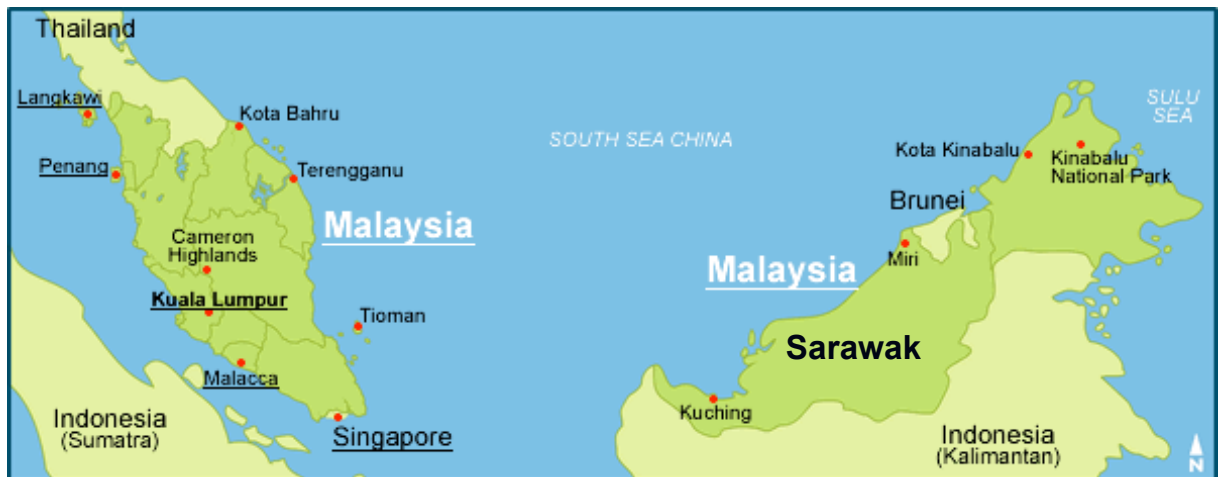 Thailand
Langkawi
Kota Bahru
SULU
SEA
SOUTH SEA CHINA
Kota Kinabalu
Kinabalu
National Park
Penang
Terengganu
Brunei
Malaysia
Cameron
Highlands
Miri
Malaysia
Kuala Lumpur
Tioman
Sarawak
Malacca
Kuching
Indonesia
(Sumatra)
Singapore
Indonesia
(Kalimantan)
N